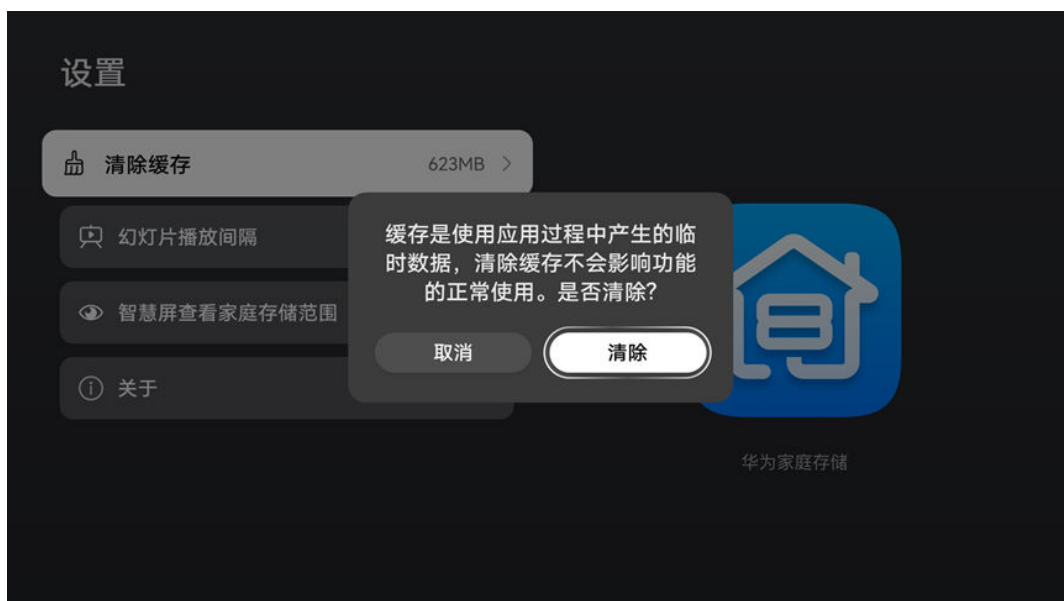 设置
清除缓存 623MB
幻灯片播放间隔
智慧屏查看家庭存储范围
关于
缓存是使用应用过程中产生的临
时数据，清除缓存不会影响功能
的正常使用。是否清除？
取消 清除
华为家庭存储